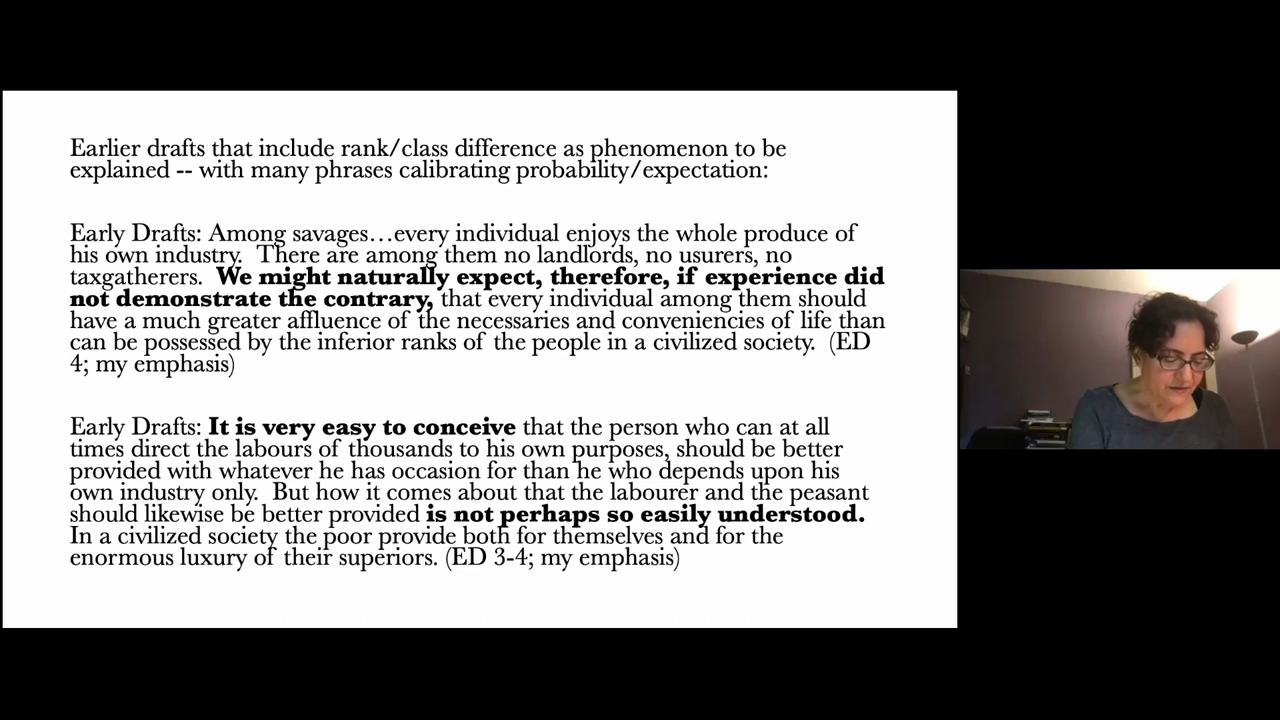 Earlier drafts that include rank/class difference as phenomenon to be
explained -- with many phrases calibrating probability/expectation:
Early Drafts: Among savages…every individual enjoys the whole produce of
his own industry.  There are among them no landlords, no usurers, no
taxgatherers.  We might naturally expect, therefore, if experience did
not demonstrate the contrary, that every individual among them should
have a much greater affluence of the necessaries and conveniencies of life than
can be possessed by the inferior ranks of the people in a civilized society.  (ED
4; my emphasis)
Early Drafts: It is very easy to conceive that the person who can at all
times direct the labours of thousands to his own purposes, should be better
provided with whatever he has occasion for than he who depends upon his
own industry only.  But how it comes about that the labourer and the peasant
should likewise be better provided is not perhaps so easily understood.
In a civilized society the poor provide both for themselves and for the
enormous luxury of their superiors. (ED 3-4; my emphasis)